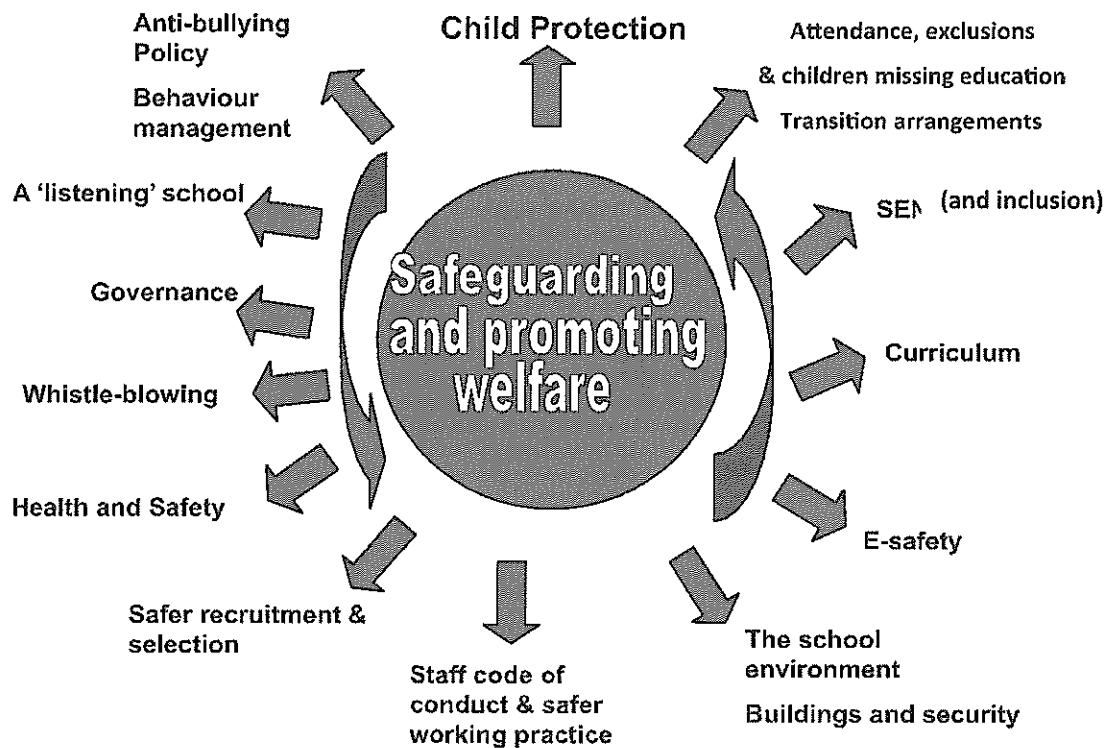 Anti-bullying
Policy
Behaviour
management
Child Protection
Attendance, exclusions
& children missing education
Transition arrangements
A 'listening' school
SEN (and inclusion)
Governance
Safeguarding
and promoting
welfare
Curriculum
Whistle-blowing
Health and Safety
E-safety
Safer recruitment &
selection
Staff code of
conduct & safer
working practice
The school
environment
Buildings and security